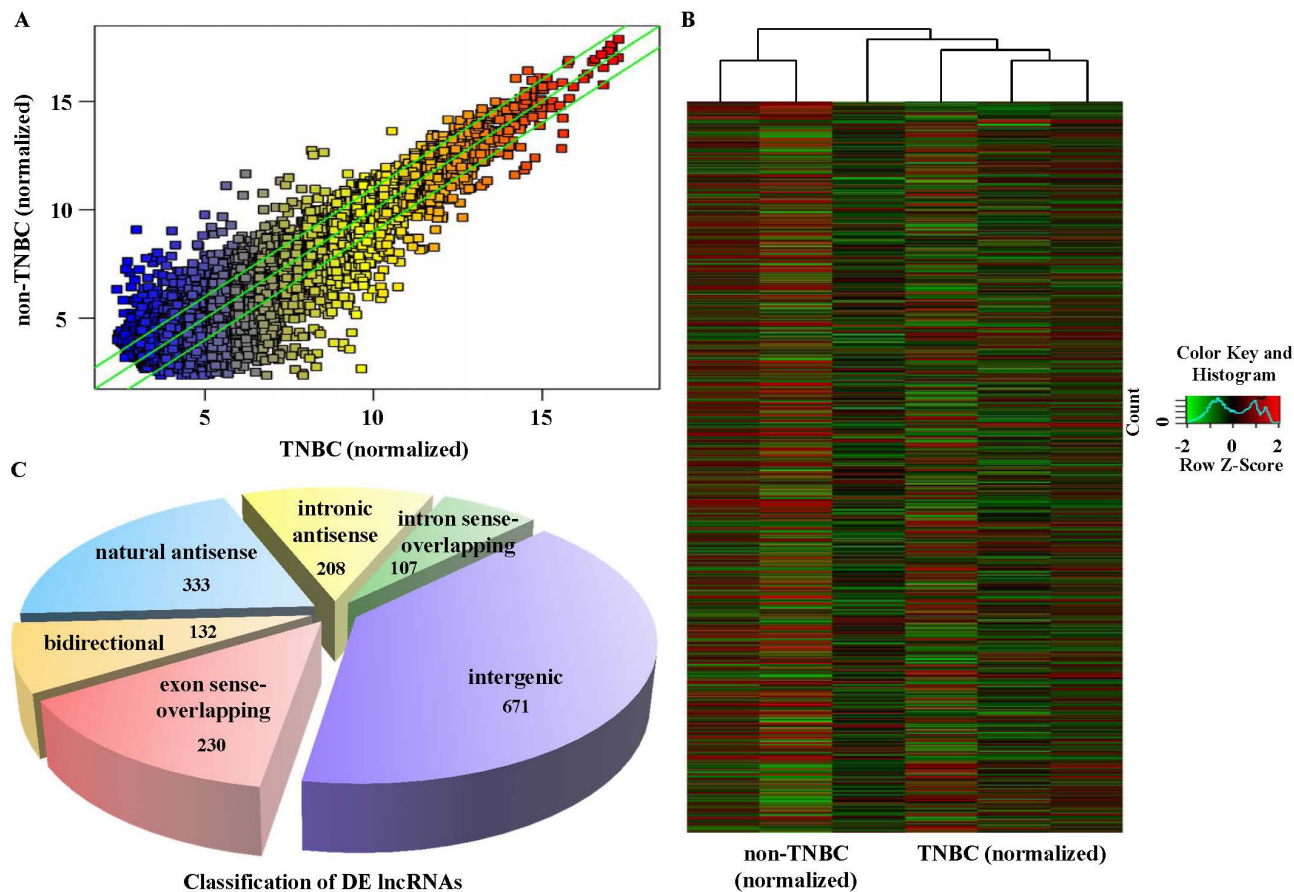 A
15
10
5
non-TNBC (normalized)
5
10
15
TNBC (normalized)
B
non-TNBC
(normalized)
TNBC (normalized)
Color Key and
Histogram
Count
0
-2
0
2
Row Z-Score
C
intronic
antisense
208
intron sense-
overlapping
107
natural antisense
333
bidirectional
132
exon sense-
overlapping
230
intergenic
671
Classification of DE lncRNAs